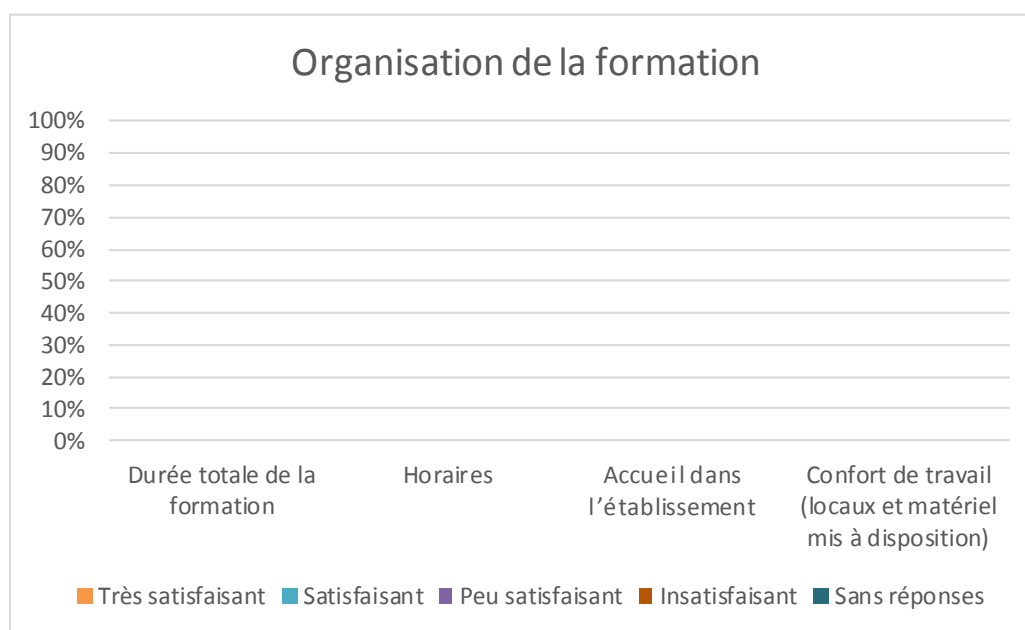 Organisation de la formation
100%
90%
80%
70%
60%
50%
40%
30%
20%
10%
0%
Durée totale de la
formation
Horaires
Accueil dans
l’établissement
Confort de travail
(locaux et matériel
mis à disposition)
Très satisfaisant
Satisfaisant
Peu satisfaisant
Insatisfaisant
Sans réponses